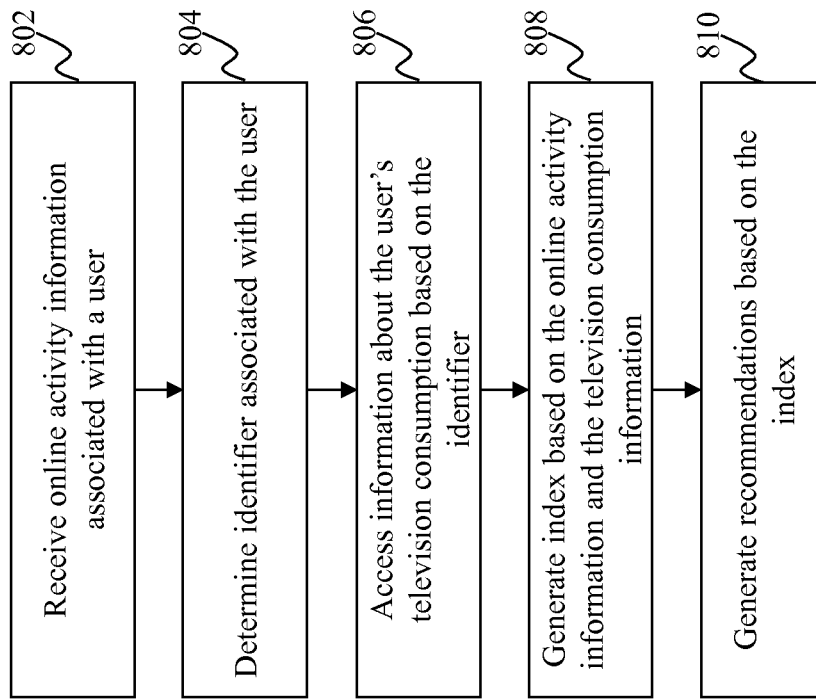 802
Receive online activity information
associated with a user
804
Determine identifier associated with the user
806
Access information about the user's
television consumption based on the
identifier
808
Generate index based on the online activity
information and the television consumption
information
810
Generate recommendations based on the
index